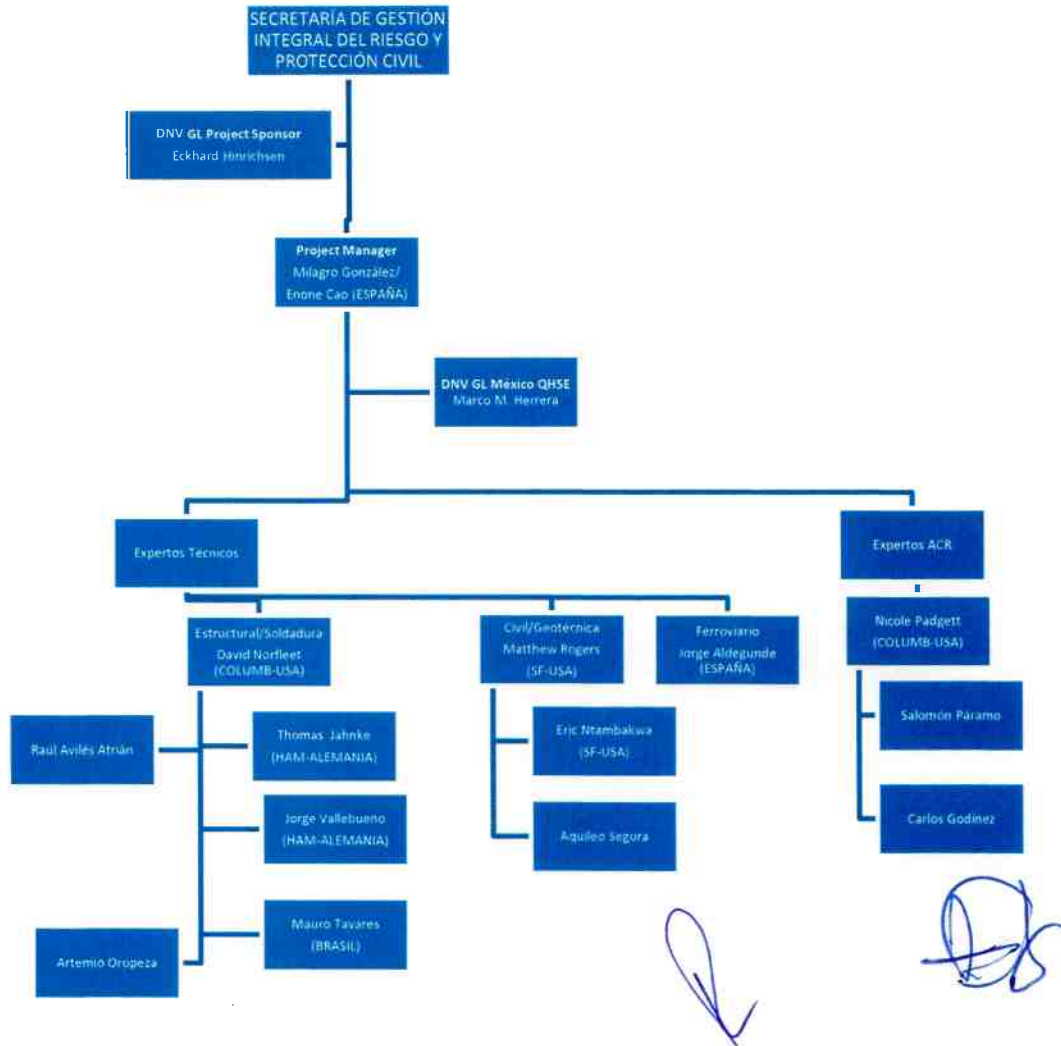 SECRETARÍA DE GESTIÓN
INTEGRAL DEL RIESGO Y
PROTECCIÓN CIVIL
DNV GL Project Sponsor
Eckhard Hinrichsen
Project Manager
Milagro González/
Enone Cao (ESPAÑA)
DNV GL México QHSE
Marco M. Herrera
Expertos Técnicos
Expertos ACR
Estructural/Soldadura
David Norfleet
(COLUMB-USA)
Civil/Geotecnica
Matthew Rogers
(SF-USA)
Ferroviario
Jorge Aldegunde
(ESPAÑA)
Nicole Padgett
(COLUMB-USA)
Raúl Avilés Atrián
Thomas Jahnke
(HAM-ALEMANIA)
Eric Ntambakwa
(SF-USA)
Salomón Páramo
Jorge Vallebueno
(HAM-ALEMANIA)
Aquileo Segura
Carlos Godínez
Artemio Oropeza
Mauro Tavares
(BRASIL)